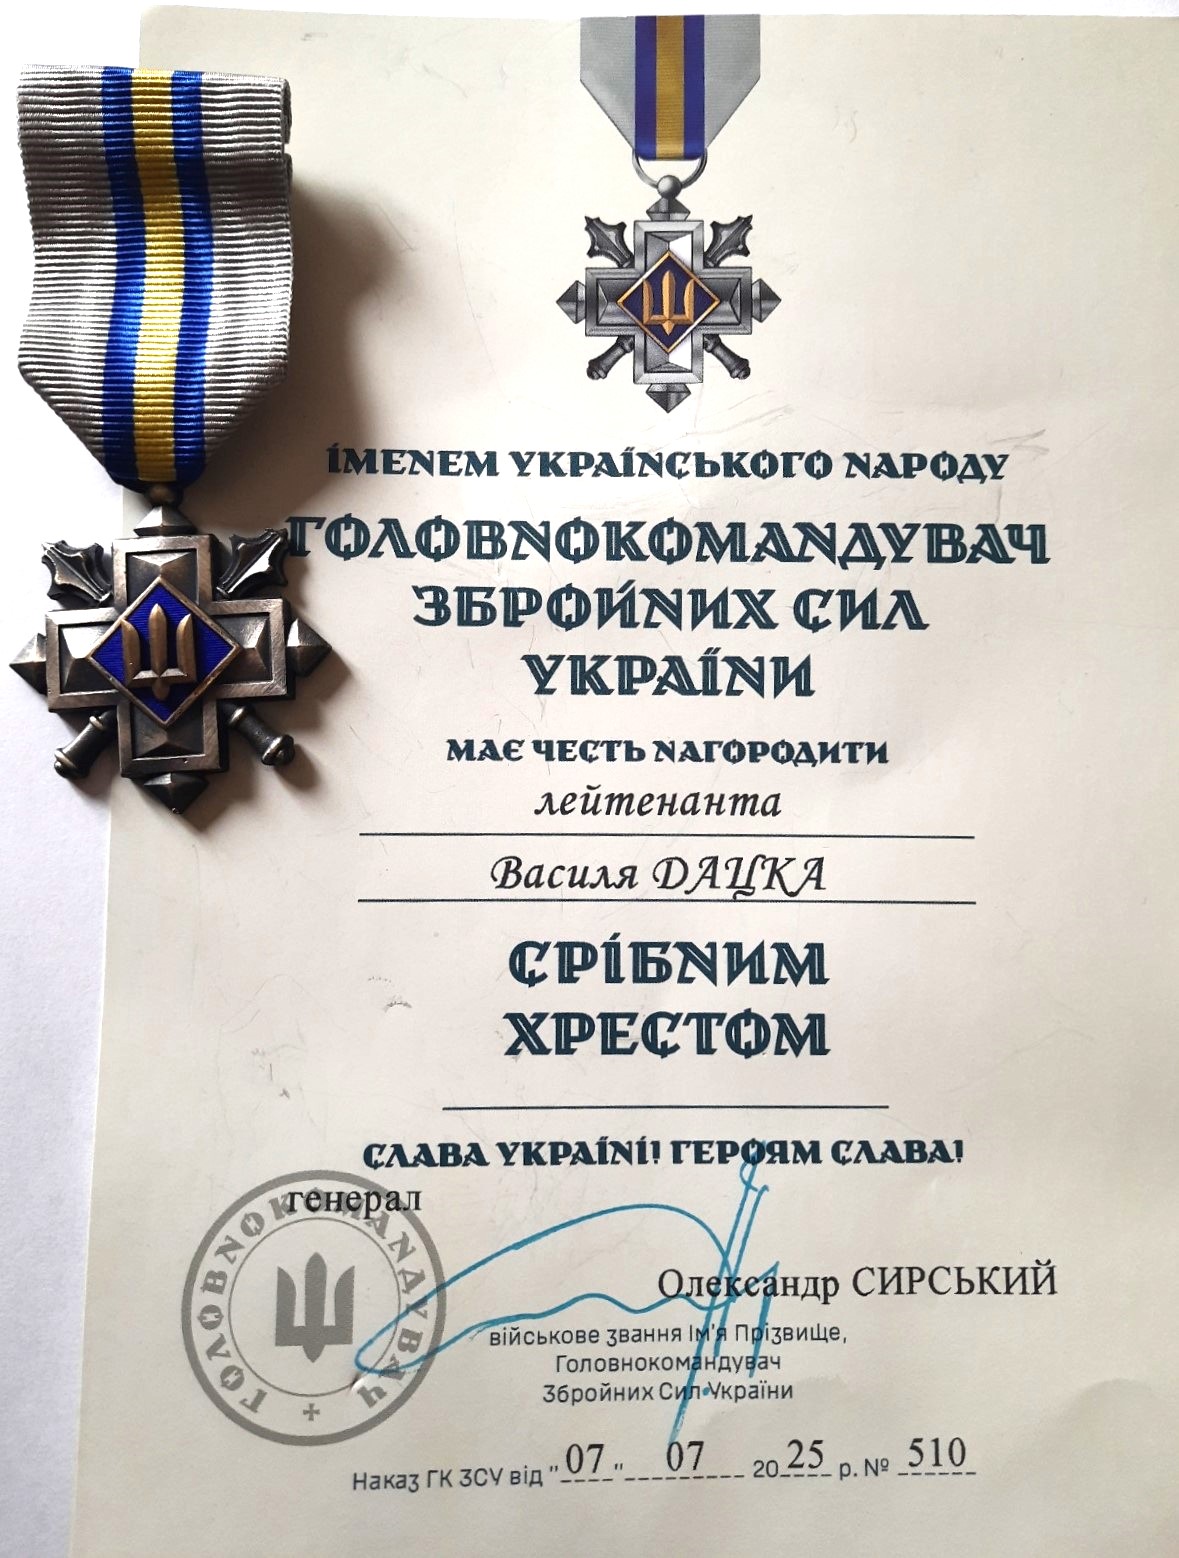 ІМЕНЕМ УКРАЇНСЬКОГО НАРОДУ
ГОЛОВНОКОМАНДУВАЧ
ЗБРОЙНИХ СИЛ
УКРАЇНИ
МАЄ ЧЕСТЬ НАГОРОДИТИ
лейтенанта
Василя ДАЦКА
СРІБНИМ
ХРЕСТОМ
СЛАВА УКРАЇНІ! ГЕРОЯМ СЛАВА!
генерал
ГОЛОВНОКОМАНДУВАЧ
Олександр СИРСЬКИЙ
військове звання Ім'я Прізвище,
Головнокомандувач
Збройних Сил України
Наказ ГК ЗСУ від "07" 07 2025 р. № 510